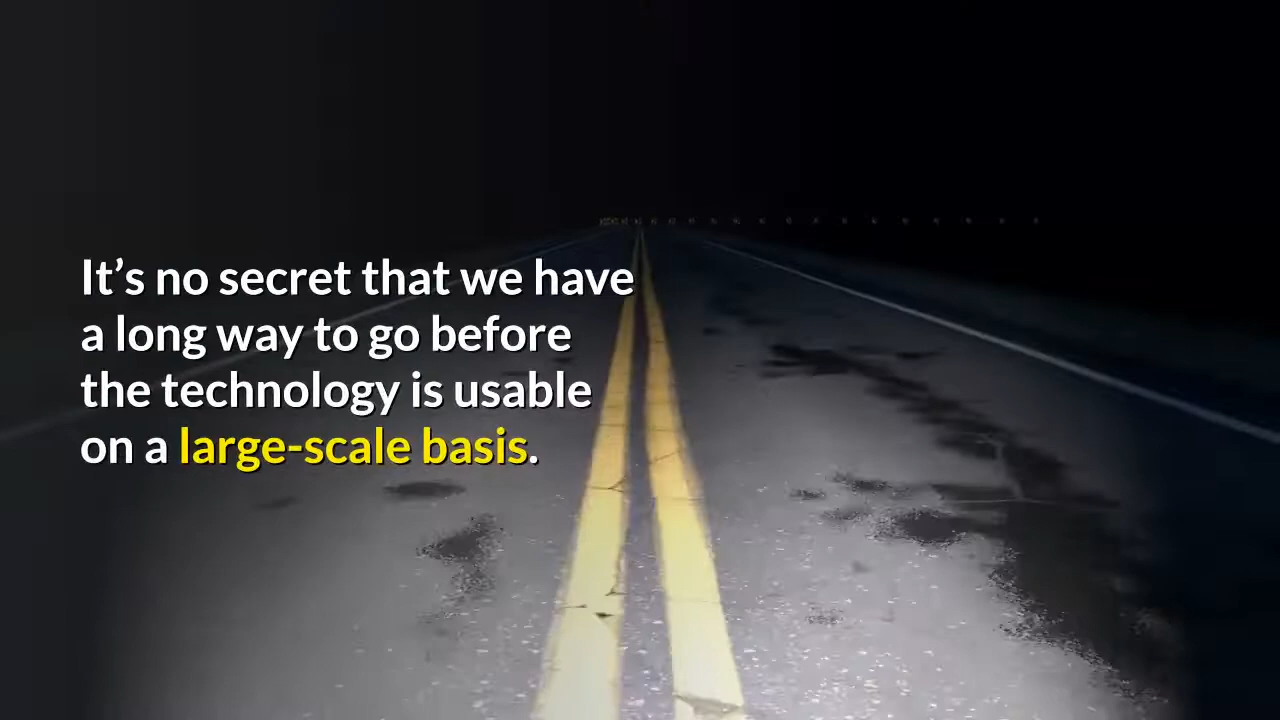 It’s no secret that we have
a long way to go before
the technology is usable
on a large-scale basis.